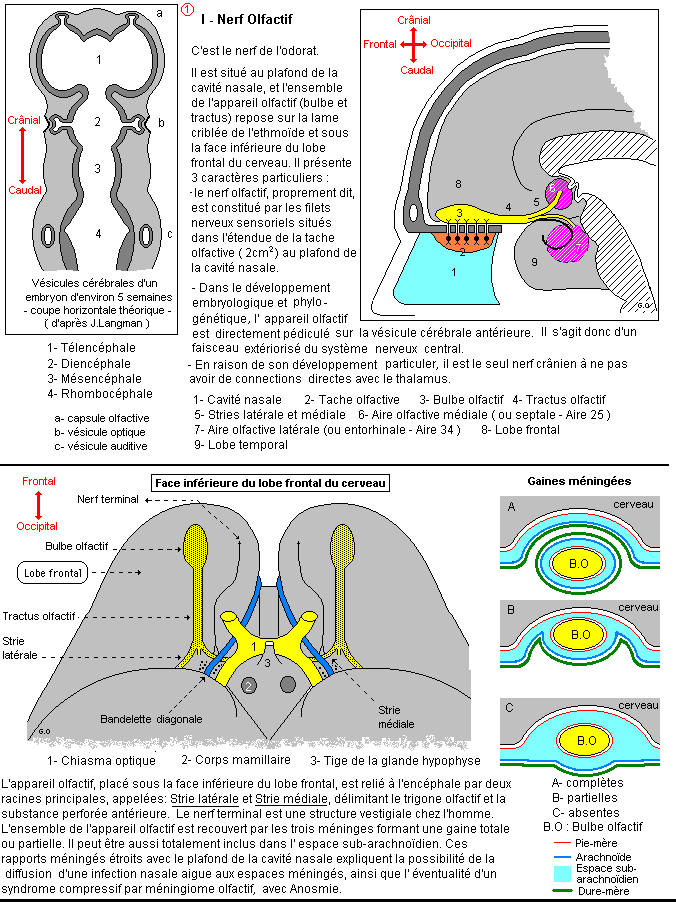 a
1
Crânial
2
b
3
Caudal
4
c
Vésicules cérébrales d'un
embryon d'environ 5 semaines
- coupe horizontale théorique -
( d'après J.Langman )
1- Télencéphale
2- Diencéphale
3- Mésencéphale
4- Rhombocéphale
a- capsule olfactive
b- vésicule optique
c- vésicule auditive
1
I - Nerf Olfactif
C'est le nerf de l'odorat.
Il est situé au plafond de la
cavité nasale, et l'ensemble
de l'appareil olfactif (bulbe et
tractus) repose sur la lame
criblée de l'ethmoïde et sous
la face inférieure du lobe
frontal du cerveau. Il présente
3 caractères particuliers :
-le nerf olfactif, proprement dit,
est constitué par les filets
nerveux sensoriels situés
dans l'étendue de la tache
olfactive ( 2cm²) au plafond de
la cavité nasale.
- Dans le développement
embryologique et phylo-
génétique, l' appareil olfactif
est directement pédiculé sur la vésicule cérébrale antérieure. Il s'agit donc d'un
faisceau extériorisé du système nerveux central.
- En raison de son développement particulier, il est le seul nerf crânien à ne pas
avoir de connections directes avec le thalamus.
Crânial
Frontal
Occipital
Caudal
8
6
5
3
4
2
7
1
9
G.O
1- Cavité nasale 2- Tache olfactive 3- Bulbe olfactif 4- Tractus olfactif
5- Stries latérale et médiale 6- Aire olfactive médiale ( ou septale - Aire 25 )
7- Aire olfactive latérale (ou entorhinale - Aire 34 ) 8- Lobe frontal
9- Lobe temporal
Frontal
Occipital
Face inférieure du lobe frontal du cerveau
Nerf terminal
Bulbe olfactif
Lobe frontal
Tractus olfactif
Strie
latérale
1
3
2
Bandelette diagonale
Strie
médiale
G.O
1- Chiasma optique 2- Corps mamillaire 3- Tige de la glande hypophyse
Gaines méningées
A
cerveau
B.O
B
cerveau
B.O
C
cerveau
B.O
A- complètes
B- partielles
C- absentes
B.O : Bulbe olfactif
Pie-mère
Arachnoïde
Espace sub-
arachnoïdien
Dure-mère
L'appareil olfactif, placé sous la face inférieure du lobe frontal, est relié à l'encéphale par deux
racines principales, appelées: Strie latérale et Strie médiale, délimitant le trigone olfactif et la
substance perforée antérieure. Le nerf terminal est une structure vestigiale chez l'homme.
L'ensemble de l'appareil olfactif est recouvert par les trois méninges formant une gaine totale
ou partielle. Il peut être aussi totalement inclus dans l' espace sub-arachnoïdien. Ces
rapports méningés étroits avec le plafond de la cavité nasale expliquent la possibilité de la
diffusion d'une infection nasale aigue aux espaces méningés, ainsi que l' éventualité d'un
syndrome compressif par méningiome olfactif, avec Anosmie.